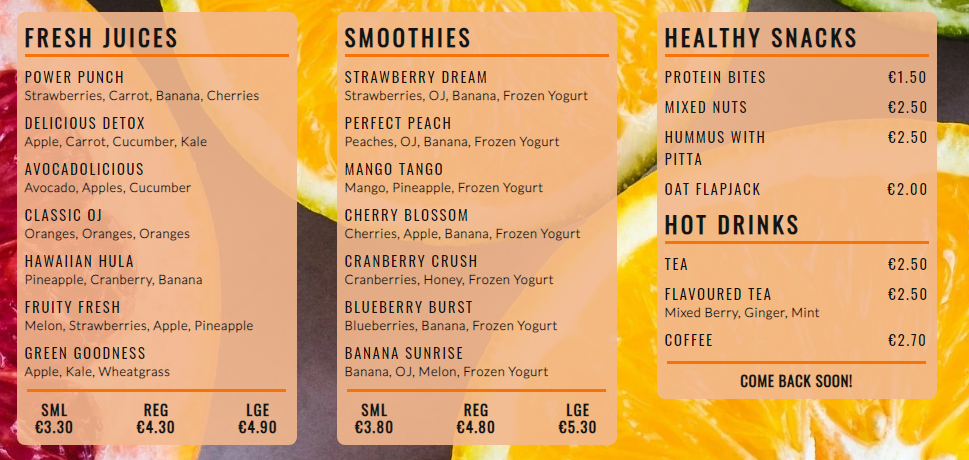 FRESH JUICES
POWER PUNCH
Strawberries, Carrot, Banana, Cherries
DELICIOUS DETOX
Apple, Carrot, Cucumber, Kale
AVOCADOLICIOUS
Avocado, Apples, Cucumber
CLASSIC OJ
Oranges, Oranges, Oranges
HAWAIIAN HULA
Pineapple, Cranberry, Banana
FRUITY FRESH
Melon, Strawberries, Apple, Pineapple
GREEN GOODNESS
Apple, Kale, Wheatgrass
SML REG LGE
€3.30 €4.30 €4.90
SMOOTHIES
STRAWBERRY DREAM
Strawberries, OJ, Banana, Frozen Yogurt
PERFECT PEACH
Peaches, OJ, Banana, Frozen Yogurt
MANGO TANGO
Mango, Pineapple, Frozen Yogurt
CHERRY BLOSSOM
Cherries, Apple, Banana, Frozen Yogurt
CRANBERRY CRUSH
Cranberries, Honey, Frozen Yogurt
BLUEBERRY BURST
Blueberries, Banana, Frozen Yogurt
BANANA SUNRISE
Banana, OJ, Melon, Frozen Yogurt
SML REG LGE
€3.80 €4.80 €5.30
HEALTHY SNACKS
PROTEIN BITES €1.50
MIXED NUTS €2.50
HUMMUS WITH €2.50
PITTA
OAT FLAPJACK €2.00
HOT DRINKS
TEA €2.50
FLAVOURED TEA €2.50
Mixed Berry, Ginger, Mint
COFFEE €2.70
COME BACK SOON!